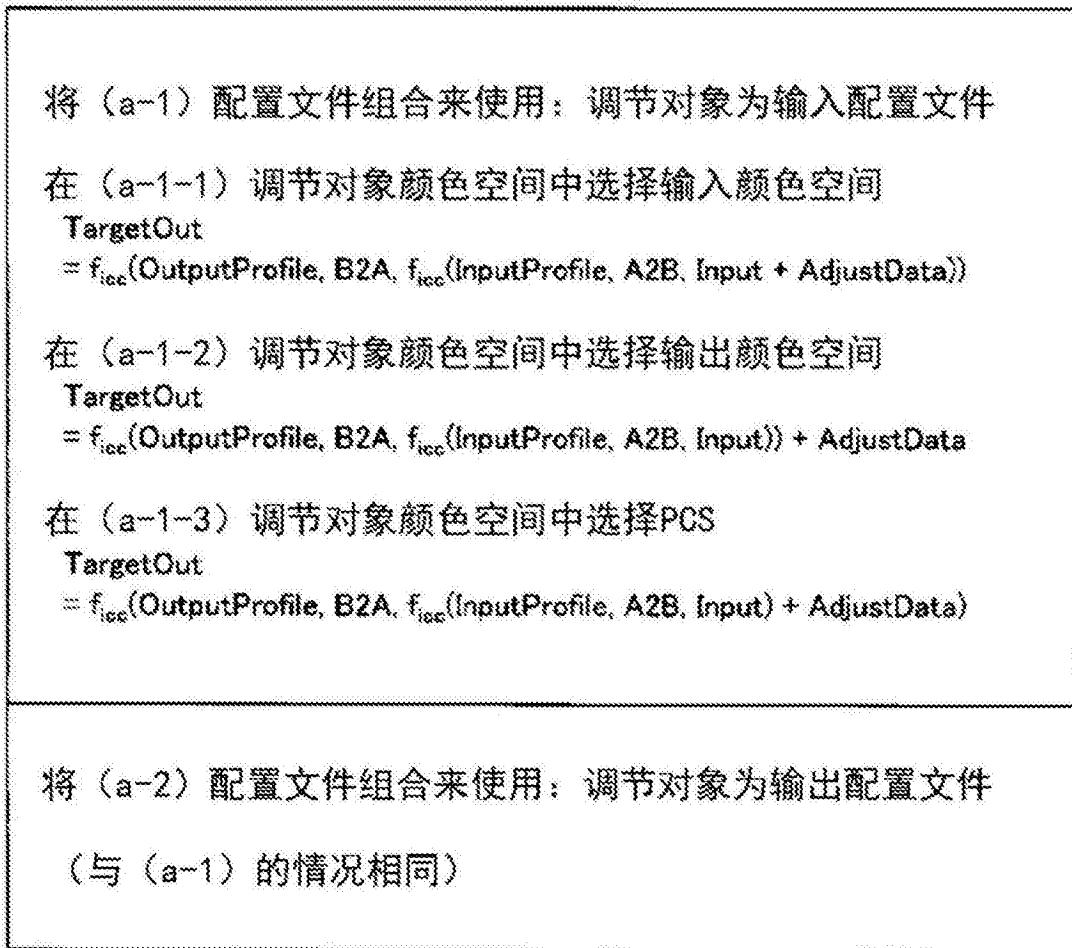 将（a-1）配置文件组合来使用：调节对象为输入配置文件
在（a-1-1）调节对象颜色空间中选择输入颜色空间
TargetOut
= f_icc(OutputProfile, B2A, f_icc(InputProfile, A2B, Input + AdjustData))
在（a-1-2）调节对象颜色空间中选择输出颜色空间
TargetOut
= f_icc(OutputProfile, B2A, f_icc(InputProfile, A2B, Input)) + AdjustData
在（a-1-3）调节对象颜色空间中选择PCS
TargetOut
= f_icc(OutputProfile, B2A, f_icc(InputProfile, A2B, Input) + AdjustData)
将（a-2）配置文件组合来使用：调节对象为输出配置文件
（与（a-1）的情况相同）